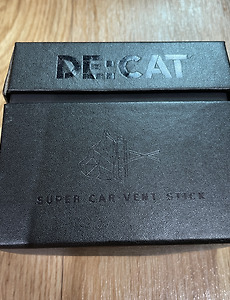 DE:CAT
SUPER CAR VENT STICK